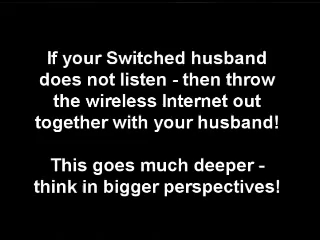 If your Switched husband
does not listen - then throw
the wireless Internet out
together with your husband!
This goes much deeper -
think in bigger perspectives!